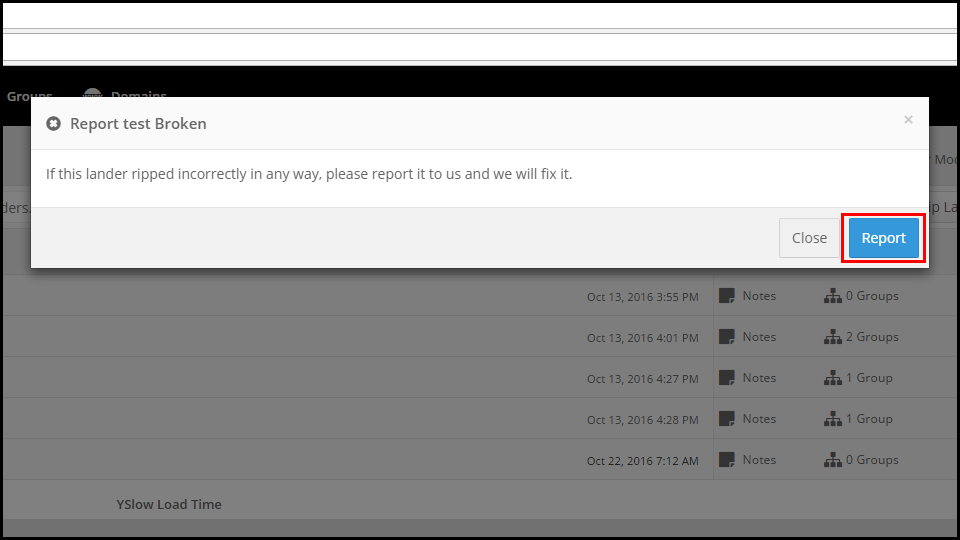 Groups Domains
Report test Broken ×
If this lander ripped incorrectly in any way, please report it to us and we will fix it.
ders.
Close Report
Oct 13, 2016 3:55 PM Notes 0 Groups
Oct 13, 2016 4:01 PM Notes 2 Groups
Oct 13, 2016 4:27 PM Notes 1 Group
Oct 13, 2016 4:28 PM Notes 1 Group
Oct 22, 2016 7:12 AM Notes 0 Groups
YSlow Load Time